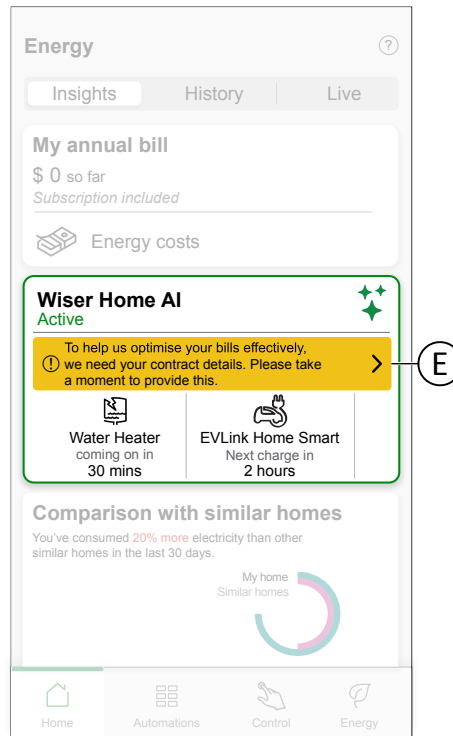 Energy
?
Insights
History
Live
My annual bill
$ 0 so far
Subscription included
Energy costs
Wiser Home AI
Active
To help us optimise your bills effectively,
we need your contract details. Please take
a moment to provide this.
E
Water Heater
coming on in
30 mins
EVLink Home Smart
Next charge in
2 hours
Comparison with similar homes
You've consumed 20% more electricity than other
similar homes in the last 30 days.
My home
Similar homes
Home
Automations
Control
Energy